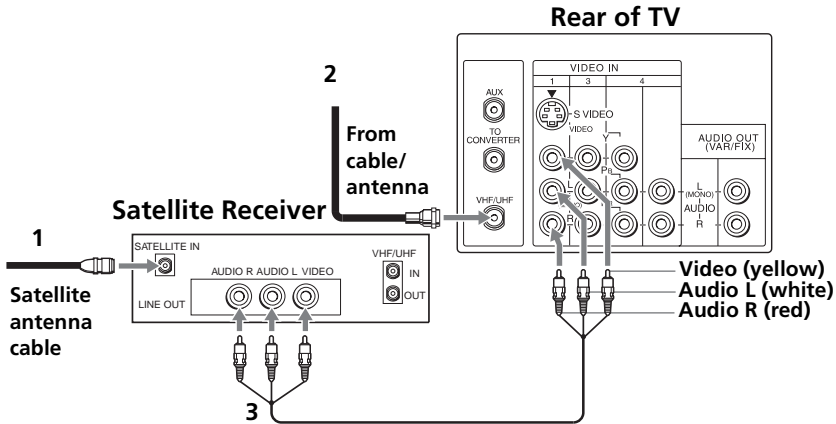 Rear of TV
2
VIDEO IN
1 3 4
AUX
S VIDEO
VIDEO
TO
CONVERTER
Y
AUDIO OUT
(VAR/FIX)
From
cable/
antenna
PB
L
L
(MONO)
AUDIO
R
R
VHF/UHF
Satellite Receiver
1
SATELLITE IN
VHF/UHF
IN
OUT
AUDIO R AUDIO L VIDEO
LINE OUT
Satellite
antenna
cable
Video (yellow)
Audio L (white)
Audio R (red)
3